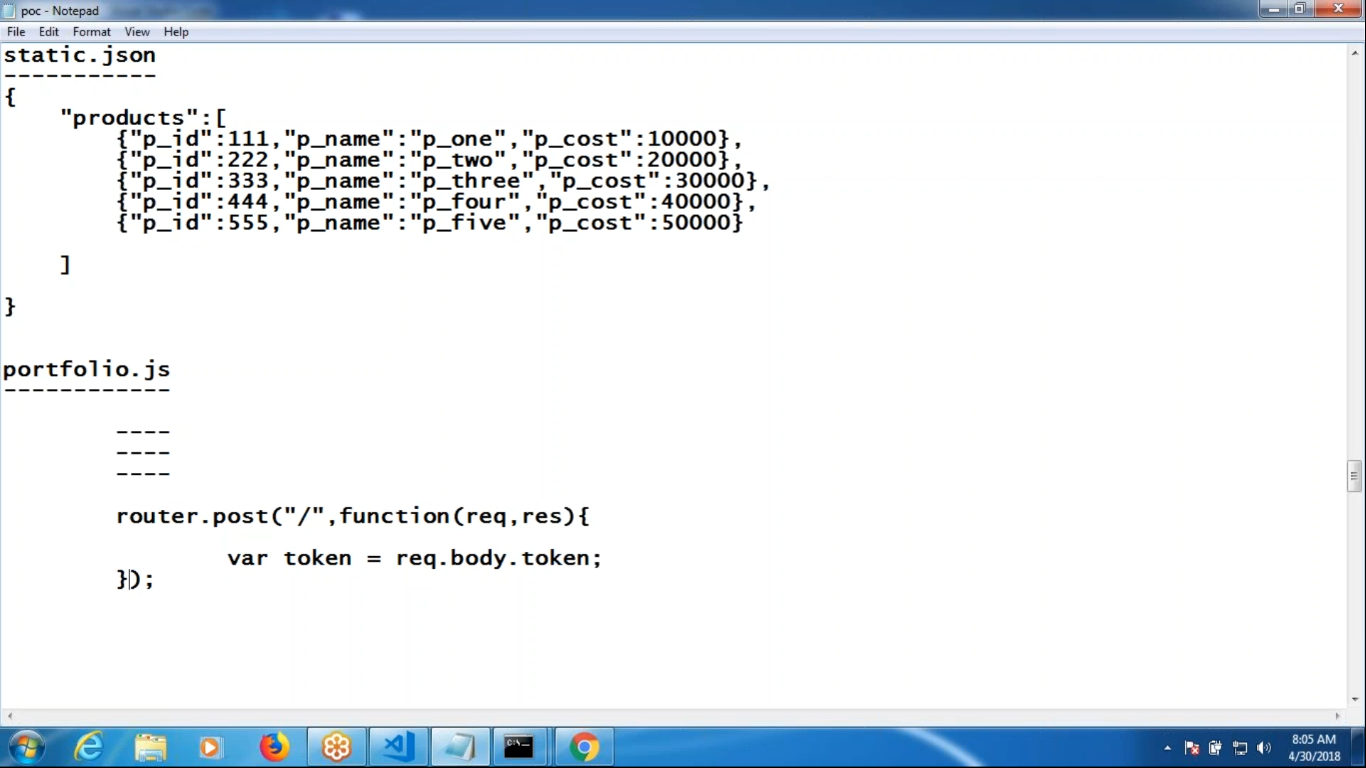 poc - Notepad
File Edit Format View Help
static.json
-----------
{
"products":[
{"p_id":111,"p_name":"p_one","p_cost":10000},
{"p_id":222,"p_name":"p_two","p_cost":20000},
{"p_id":333,"p_name":"p_three","p_cost":30000},
{"p_id":444,"p_name":"p_four","p_cost":40000},
{"p_id":555,"p_name":"p_five","p_cost":50000}
]
}
portfolio.js
------------
----
----
----
router.post("/",function(req,res){
var token = req.body.token;
});
8:05 AM
4/30/2018